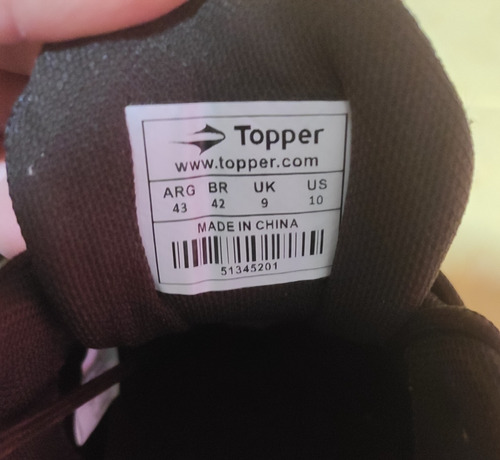 Topper
www.topper.com
ARG BR UK US
43 42 9 10
MADE IN CHINA
51345201